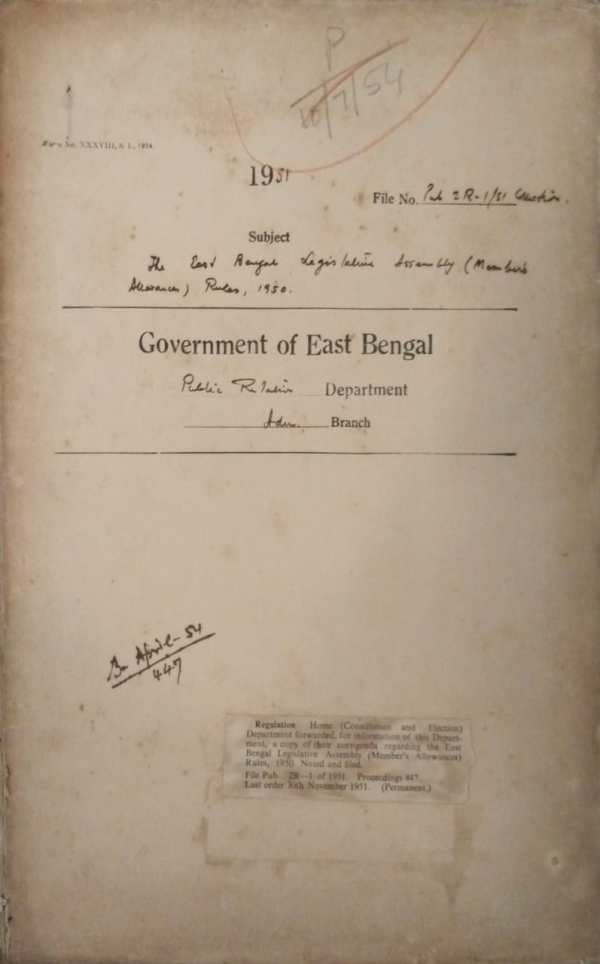 P
10/7/54
Form No. XXXVIII, S. I., 1924.
1951
File No. Pub 2R-1/51
Subject
The East Bengal Legislative Assembly (Member's
Allowances) Rules, 1950.
Government of East Bengal
Public Relation Department
Adm. Branch
B- April-54
447
Regulation. Home (Constitution and Election)
Department forwarded, for information of this Depart-
ment, a copy of their corrigenda regarding the East
Bengal Legislative Assembly (Member's Allowances)
Rules, 1950. Noted and filed.
File Pub. 2R—1 of 1951. Proceedings 447.
Last order 30th November 1951. (Permanent.)